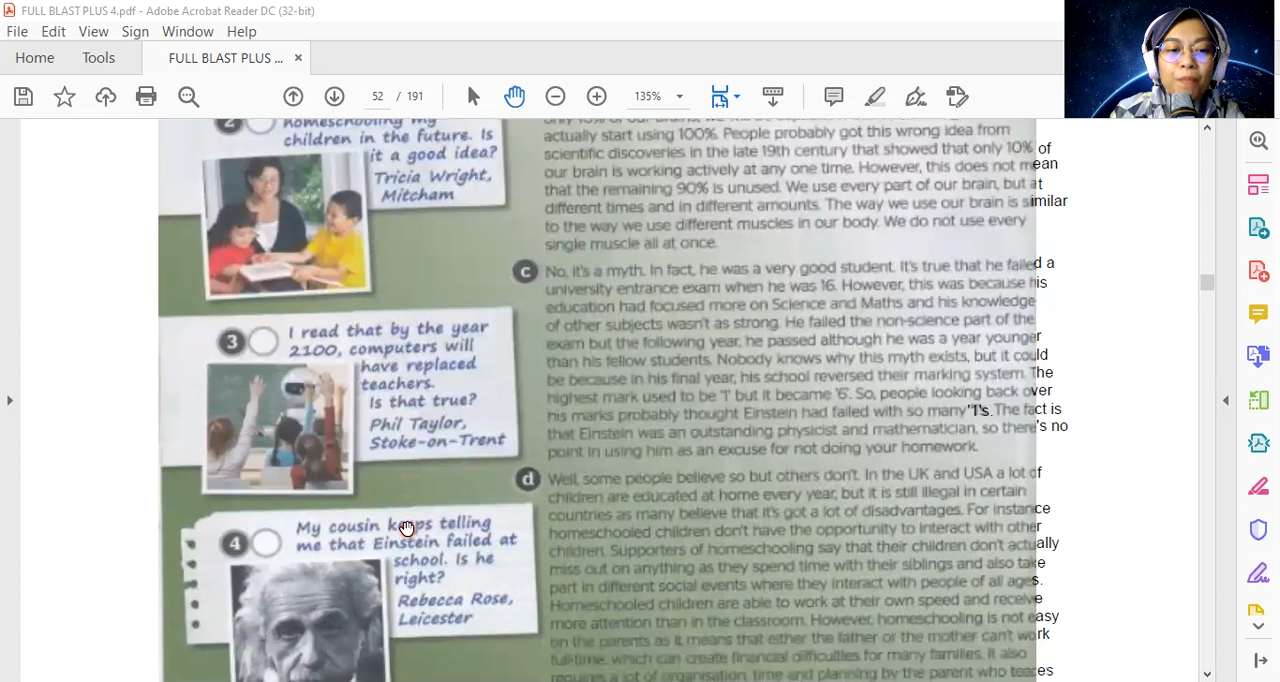 FULL BLAST PLUS 4.pdf - Adobe Acrobat Reader DC (32-bit)
File Edit View Sign Window Help
Home Tools FULL BLAST PLUS ... ×
52 / 191 135%
2 homeschooling my
children in the future. Is
it a good idea?
Tricia Wright,
Mitcham
3 I read that by the year
2100, computers will
have replaced
teachers.
Is that true?
Phil Taylor,
Stoke-on-Trent
4 My cousin keeps telling
me that Einstein failed at
school. Is he
right?
Rebecca Rose,
Leicester
actually start using 100%. People probably got this wrong idea from
scientific discoveries in the late 19th century that showed that only 10% of
our brain is working actively at any one time. However, this does not mean
that the remaining 90% is unused. We use every part of our brain, but at
different times and in different amounts. The way we use our brain is similar
to the way we use different muscles in our body. We do not use every
single muscle all at once.
c No, it's a myth. In fact, he was a very good student. It's true that he failed a
university entrance exam when he was 16. However, this was because his
education had focused more on Science and Maths and his knowledge
of other subjects wasn't as strong. He failed the non-science part of the
exam but the following year, he passed although he was a year younger
than his fellow students. Nobody knows why this myth exists, but it could
be because in his final year, his school reversed their marking system. The
highest mark used to be '1' but it became '6'. So, people looking back over
his marks probably thought Einstein had failed with so many "1's. The fact is
that Einstein was an outstanding physicist and mathematician, so there's no
point in using him as an excuse for not doing your homework.
d Well, some people believe so but others don't. In the UK and USA a lot of
children are educated at home every year, but it is still illegal in certain
countries as many believe that it's got a lot of disadvantages. For instance
homeschooled children don't have the opportunity to interact with other
children. Supporters of homeschooling say that their children don't actually
miss out on anything as they spend time with their siblings and also take
part in different social events where they interact with people of all ages.
Homeschooled children are able to work at their own speed and receive
more attention than in the classroom. However, homeschooling is not easy
on the parents as it means that either the father or the mother can't work
full-time, which can create financial difficulties for many families. It also
requires a lot of organisation, time and planning by the parent who teaches